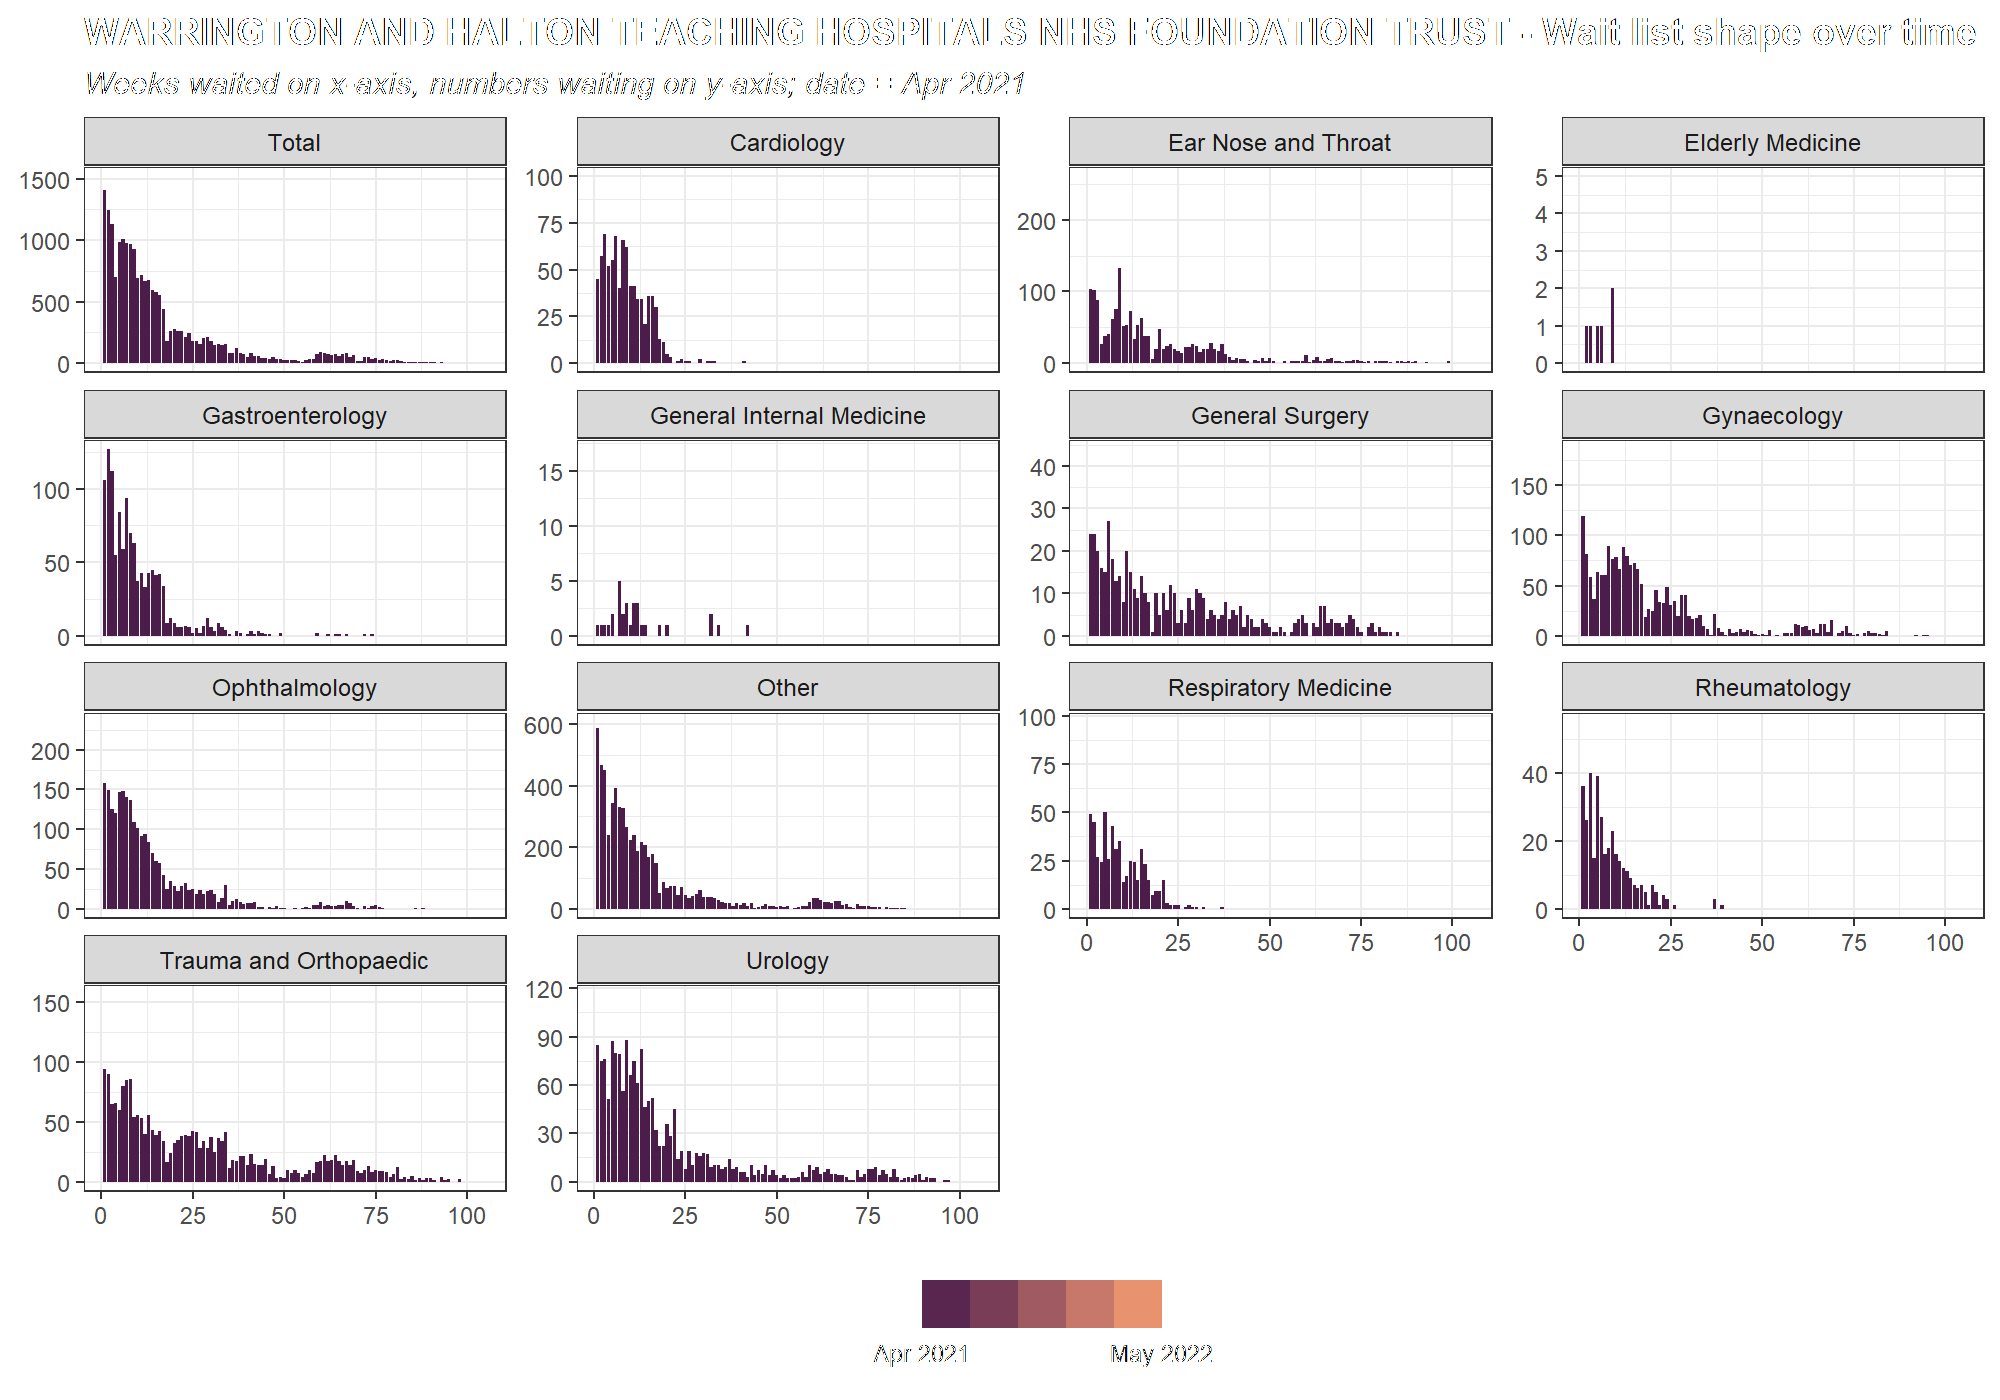 WARRINGTON AND HALTON TEACHING HOSPITALS NHS FOUNDATION TRUST - Wait list shape over time
Weeks waited on x-axis, numbers waiting on y-axis; date = Apr 2021
Total
Cardiology
Ear Nose and Throat
Elderly Medicine
1500
1000
500
0
100
75
50
25
0
200
100
0
5
4
3
2
1
0
Gastroenterology
General Internal Medicine
General Surgery
Gynaecology
100
50
0
15
10
5
0
40
30
20
10
0
150
100
50
0
Ophthalmology
Other
Respiratory Medicine
Rheumatology
200
150
100
50
0
600
400
200
0
100
75
50
25
0
40
20
0
0 25 50 75 100
0 25 50 75 100
Trauma and Orthopaedic
Urology
150
100
50
0
120
90
60
30
0
0 25 50 75 100
0 25 50 75 100
Apr 2021
May 2022